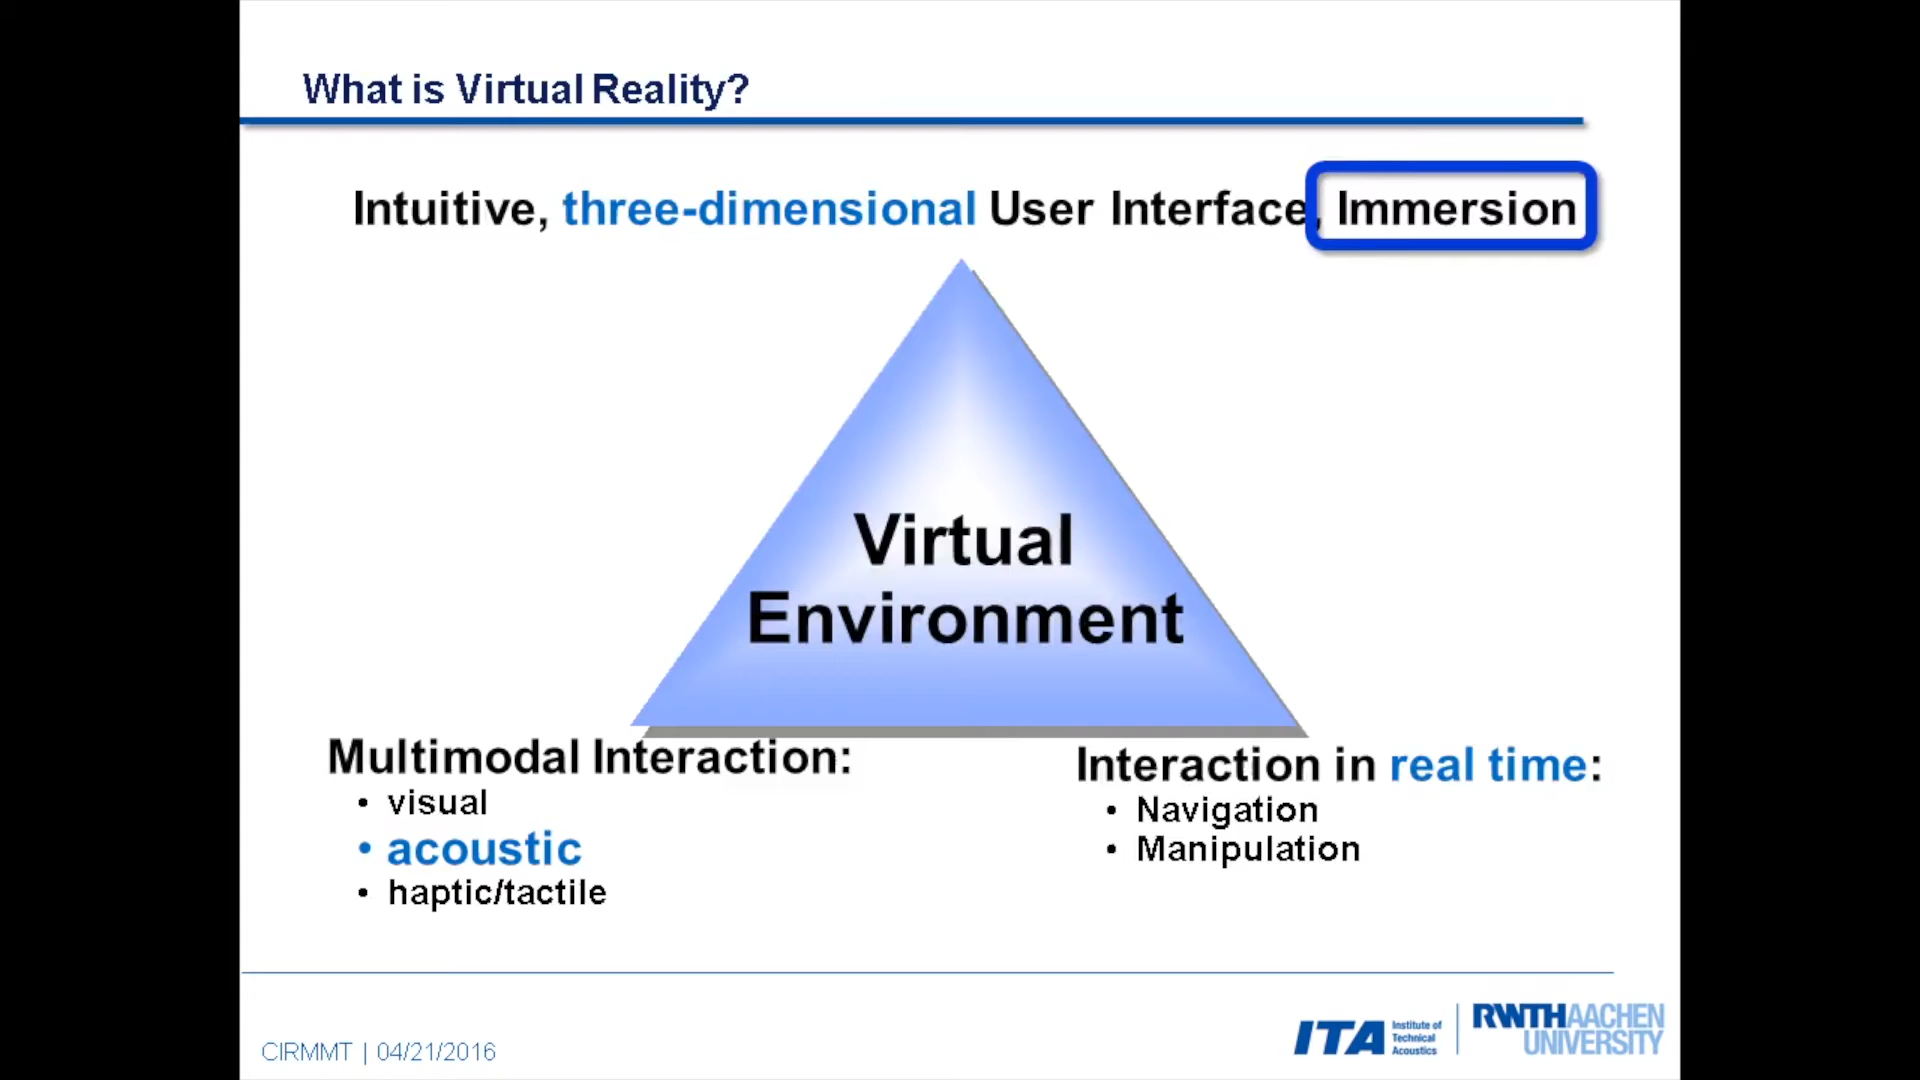 What is Virtual Reality?
Intuitive, three-dimensional User Interface, Immersion
Virtual
Environment
Multimodal Interaction:
• visual
• acoustic
• haptic/tactile
Interaction in real time:
• Navigation
• Manipulation
CIRMMT | 04/21/2016
ITA Institute of
Technical
Acoustics
RWTHAACHEN
UNIVERSITY